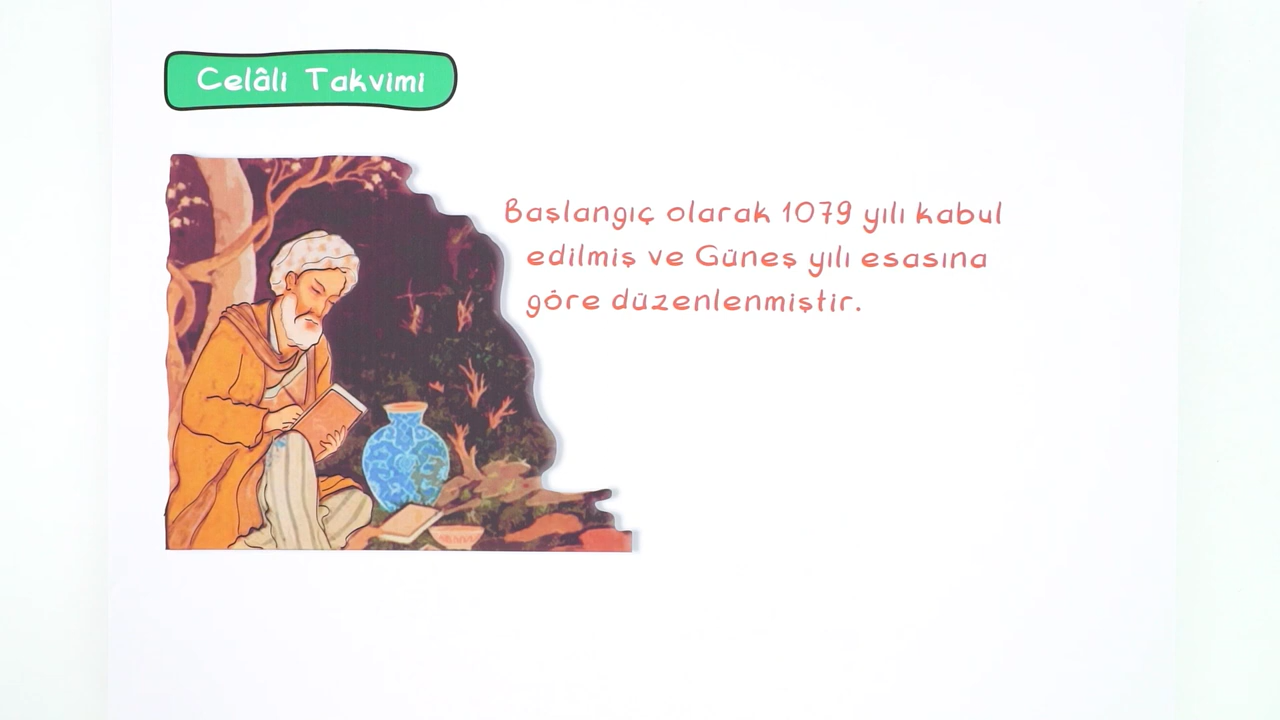 Celâli Takvimi
Başlangıç olarak 1079 yılı kabul
edilmiş ve Güneş yılı esasına
göre düzenlenmiştir.